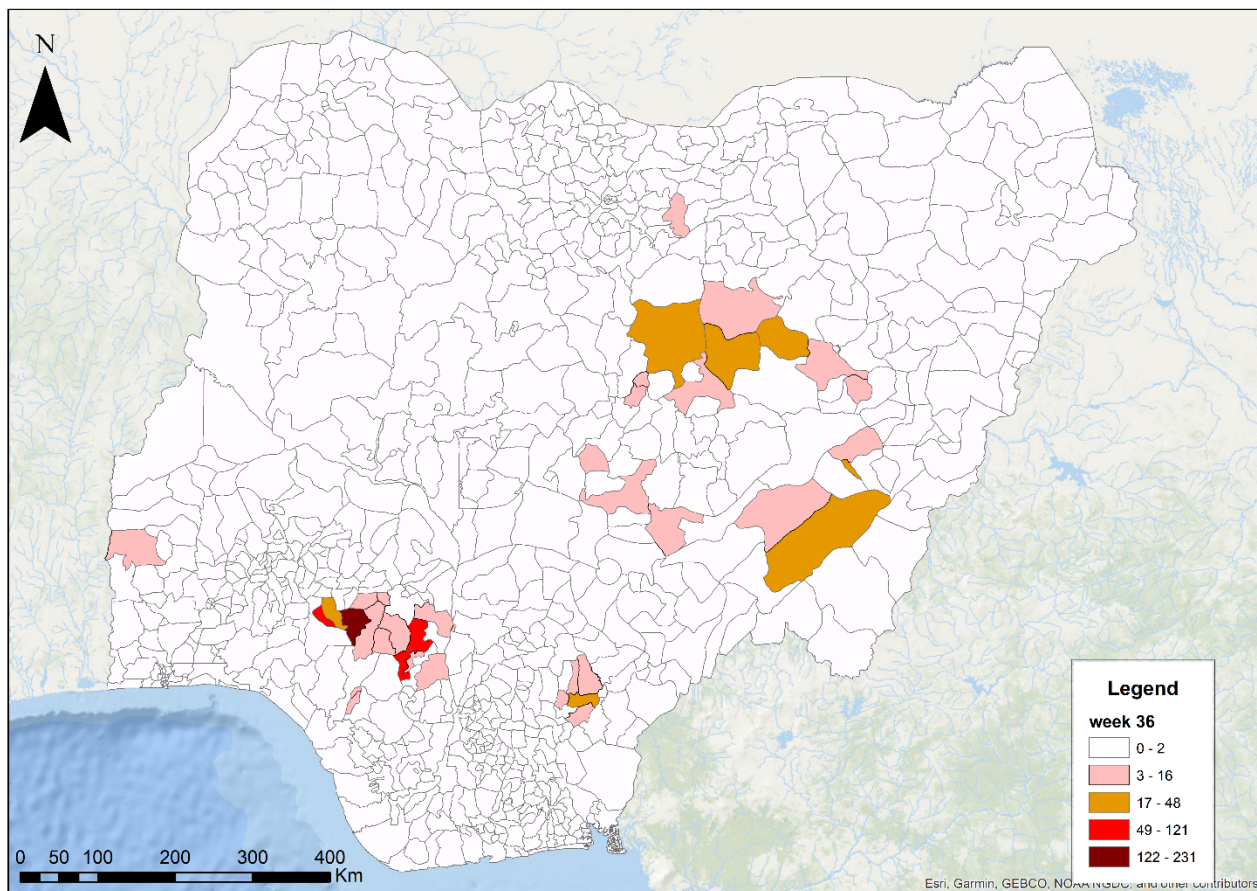 N
Legend
week 36
0 - 2
3 - 16
17 - 48
49 - 121
122 - 231
0 50 100 200 300 400
Km
Esri, Garmin, GEBCO, NOAA NGDC, and other contributors